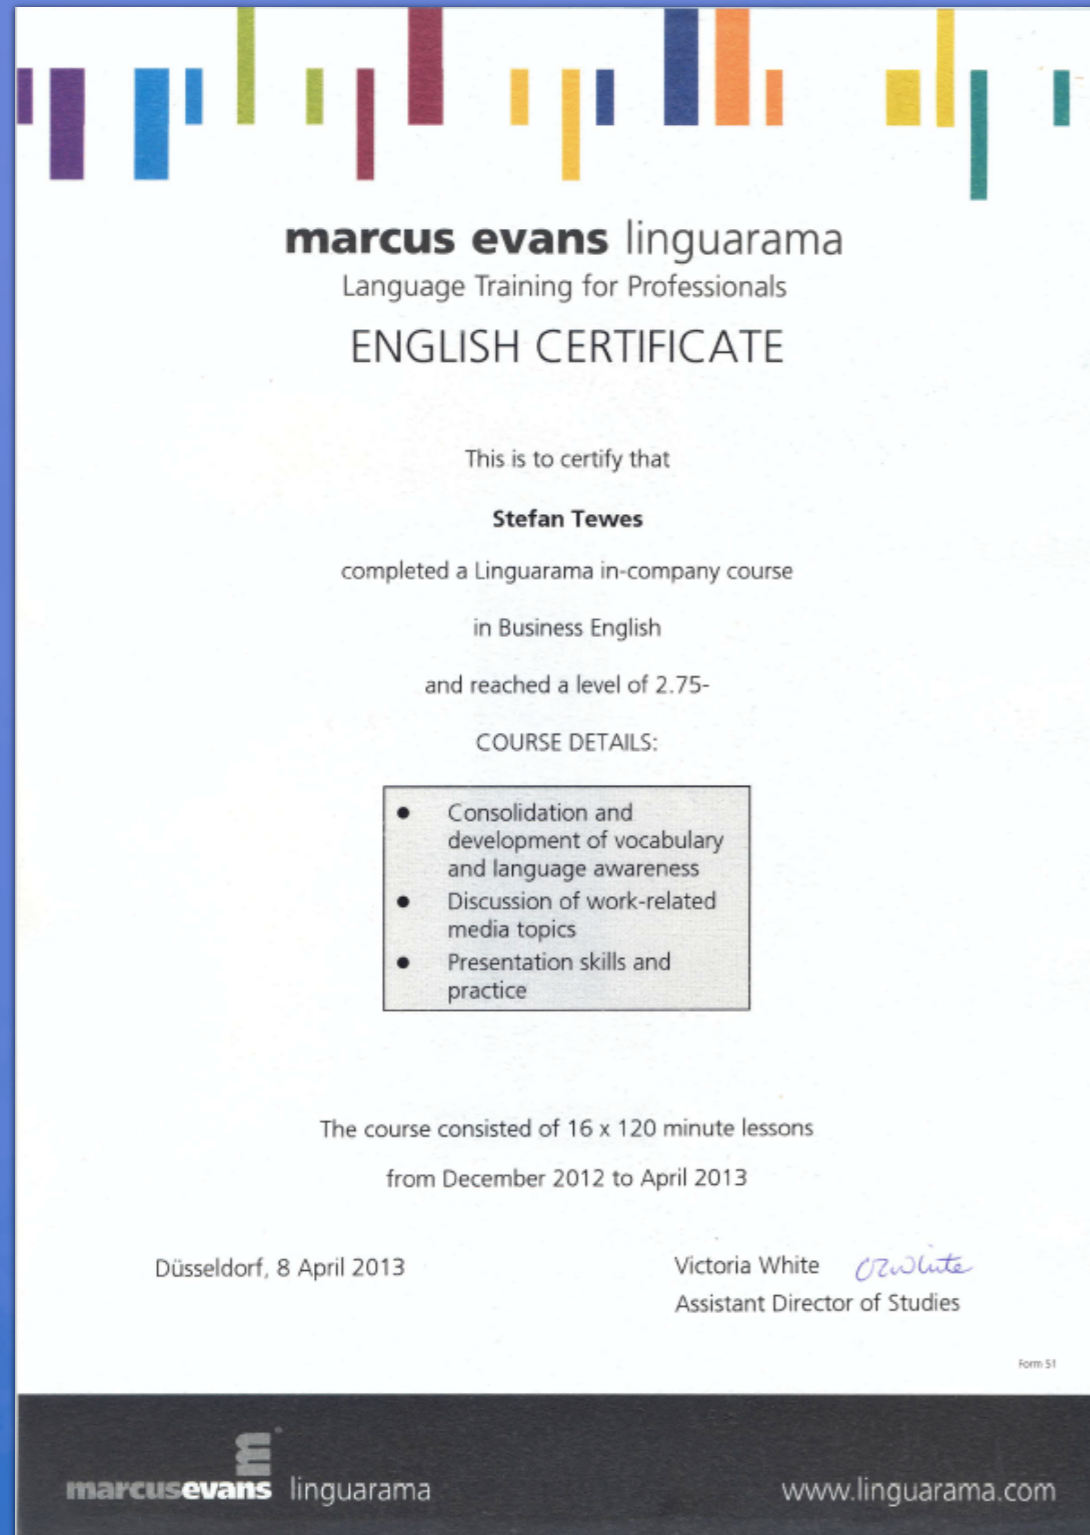 marcus evans linguarama
Language Training for Professionals
ENGLISH CERTIFICATE
This is to certify that
Stefan Tewes
completed a Linguarama in-company course
in Business English
and reached a level of 2.75-
COURSE DETAILS:
● Consolidation and
development of vocabulary
and language awareness
● Discussion of work-related
media topics
● Presentation skills and
practice
The course consisted of 16 x 120 minute lessons
from December 2012 to April 2013
Düsseldorf, 8 April 2013
Victoria White
Assistant Director of Studies
Form 51
marcusevans linguarama
www.linguarama.com